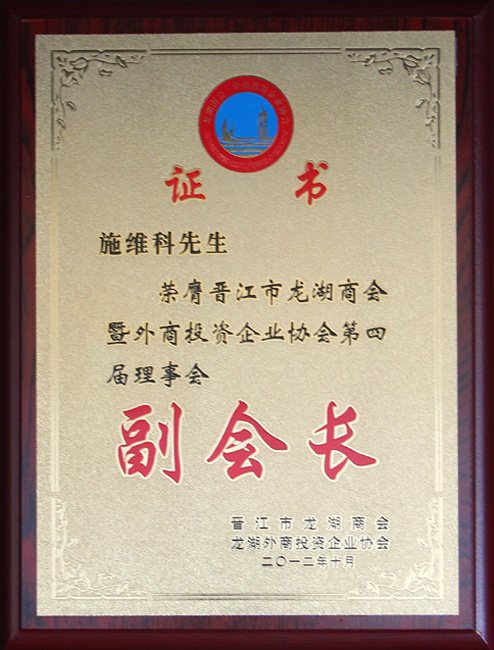 证 书
施维科先生
荣膺晋江市龙湖商会
暨外商投资企业协会第四
届理事会
副会长
晋江市龙湖商会
龙湖外商投资企业协会
二〇一二年十月